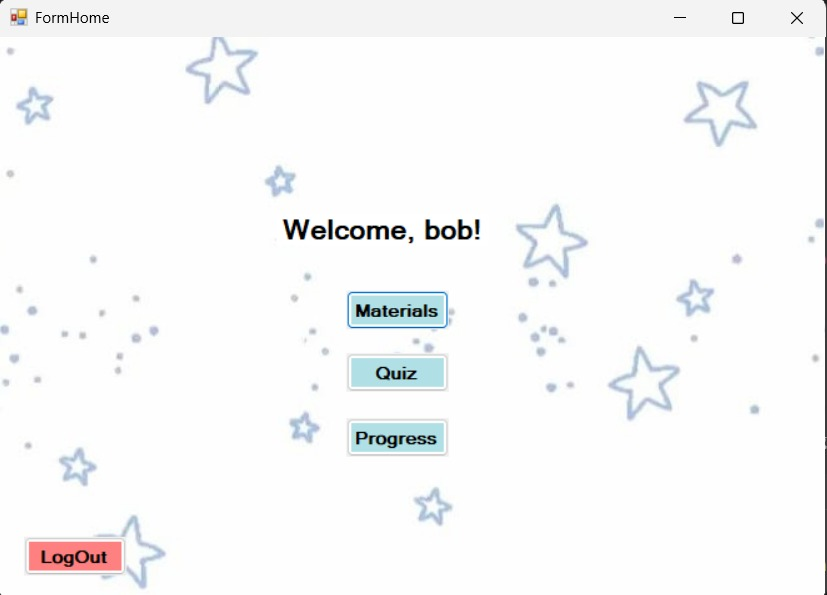 FormHome
Welcome, bob!
Materials
Quiz
Progress
LogOut